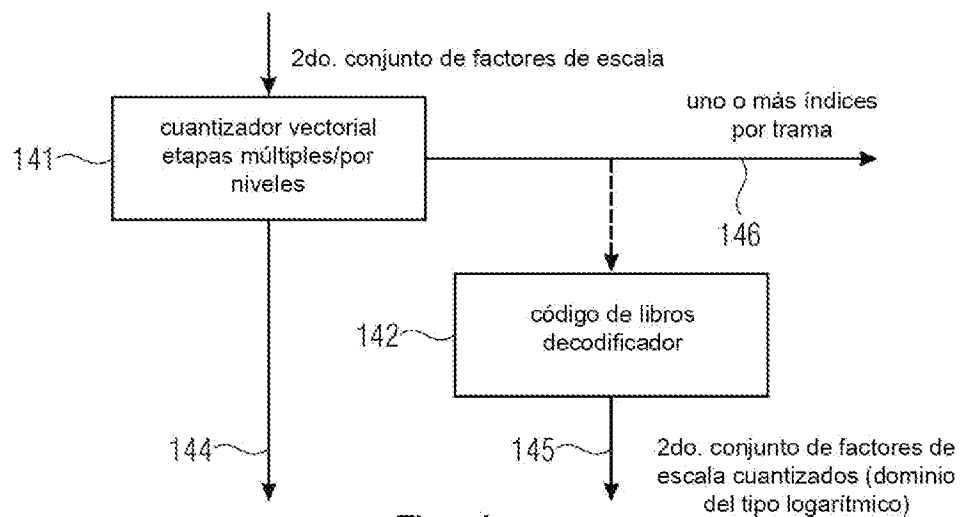 2do. conjunto de factores de escala
cuantizador vectorial
etapas múltiples/por
niveles
141
uno o más índices
por trama
146
código de libros
decodificador
142
144
145
2do. conjunto de factores de
escala cuantizados (dominio
del tipo logarítmico)